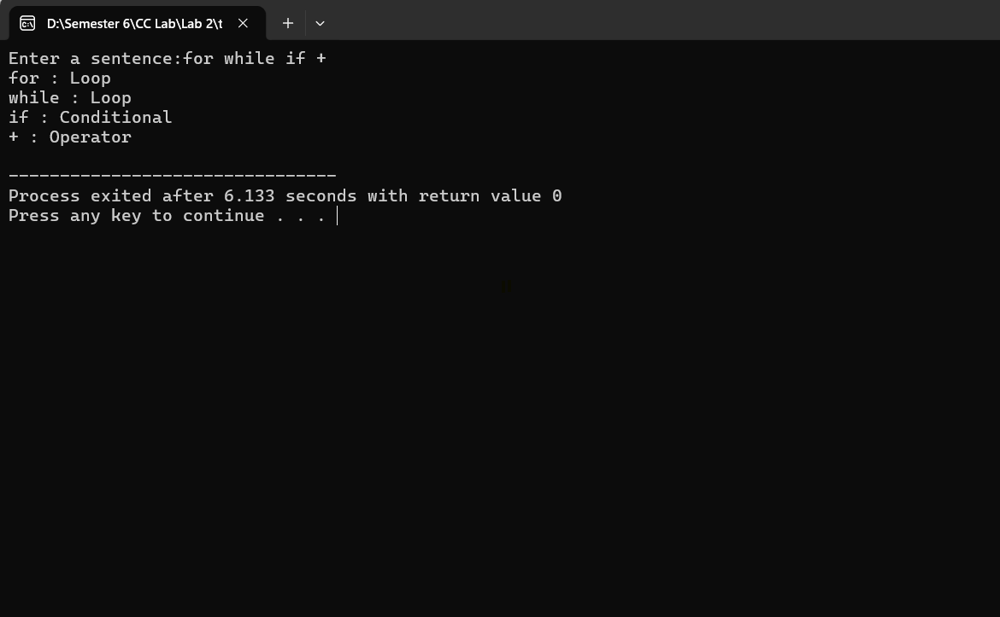 D:\Semester 6\CC Lab\Lab 2\t
Enter a sentence:for while if +
for : Loop
while : Loop
if : Conditional
+ : Operator
--------------------------------
Process exited after 6.133 seconds with return value 0
Press any key to continue . . .